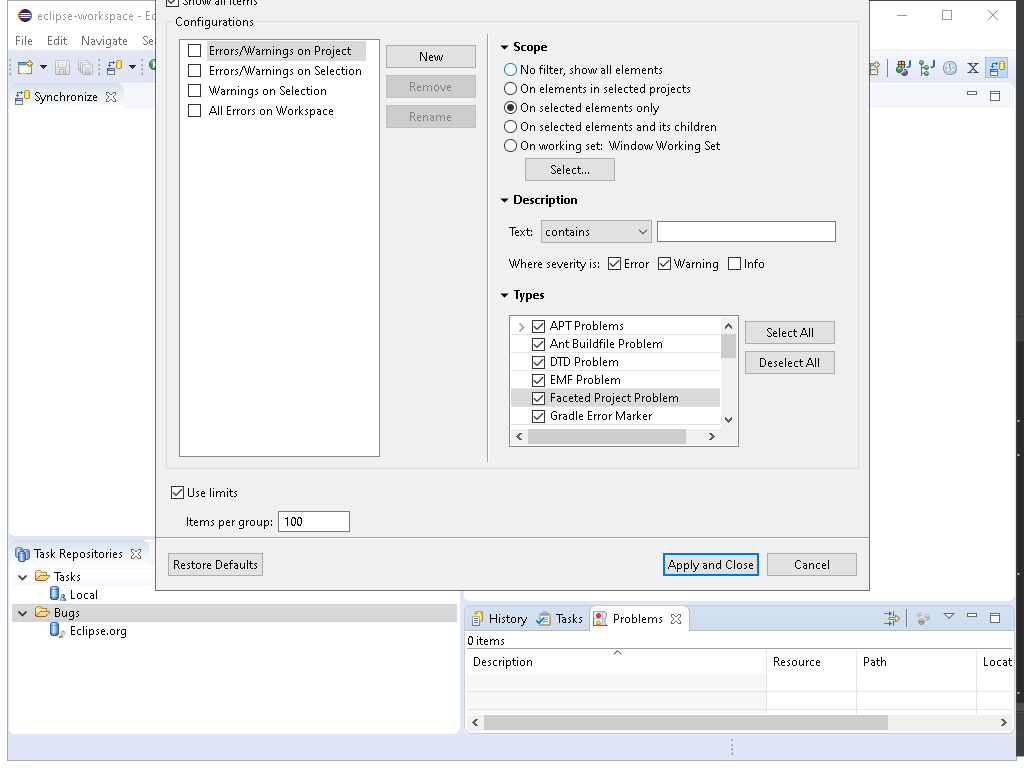 eclipse-workspace - Ec
Show all items
File Edit Navigate Se
Configurations
Errors/Warnings on Project
Errors/Warnings on Selection
Warnings on Selection
All Errors on Workspace
New
Remove
Rename
Scope
No filter, show all elements
On elements in selected projects
On selected elements only
On selected elements and its children
On working set: Window Working Set
Select...
Description
Text: contains
Where severity is: Error Warning Info
Types
APT Problems
Ant Buildfile Problem
DTD Problem
EMF Problem
Faceted Project Problem
Gradle Error Marker
Select All
Deselect All
Use limits
Items per group: 100
Restore Defaults
Apply and Close
Cancel
Synchronize
Task Repositories
Tasks
Local
Bugs
Eclipse.org
History Tasks Problems
0 items
Description Resource Path Locat